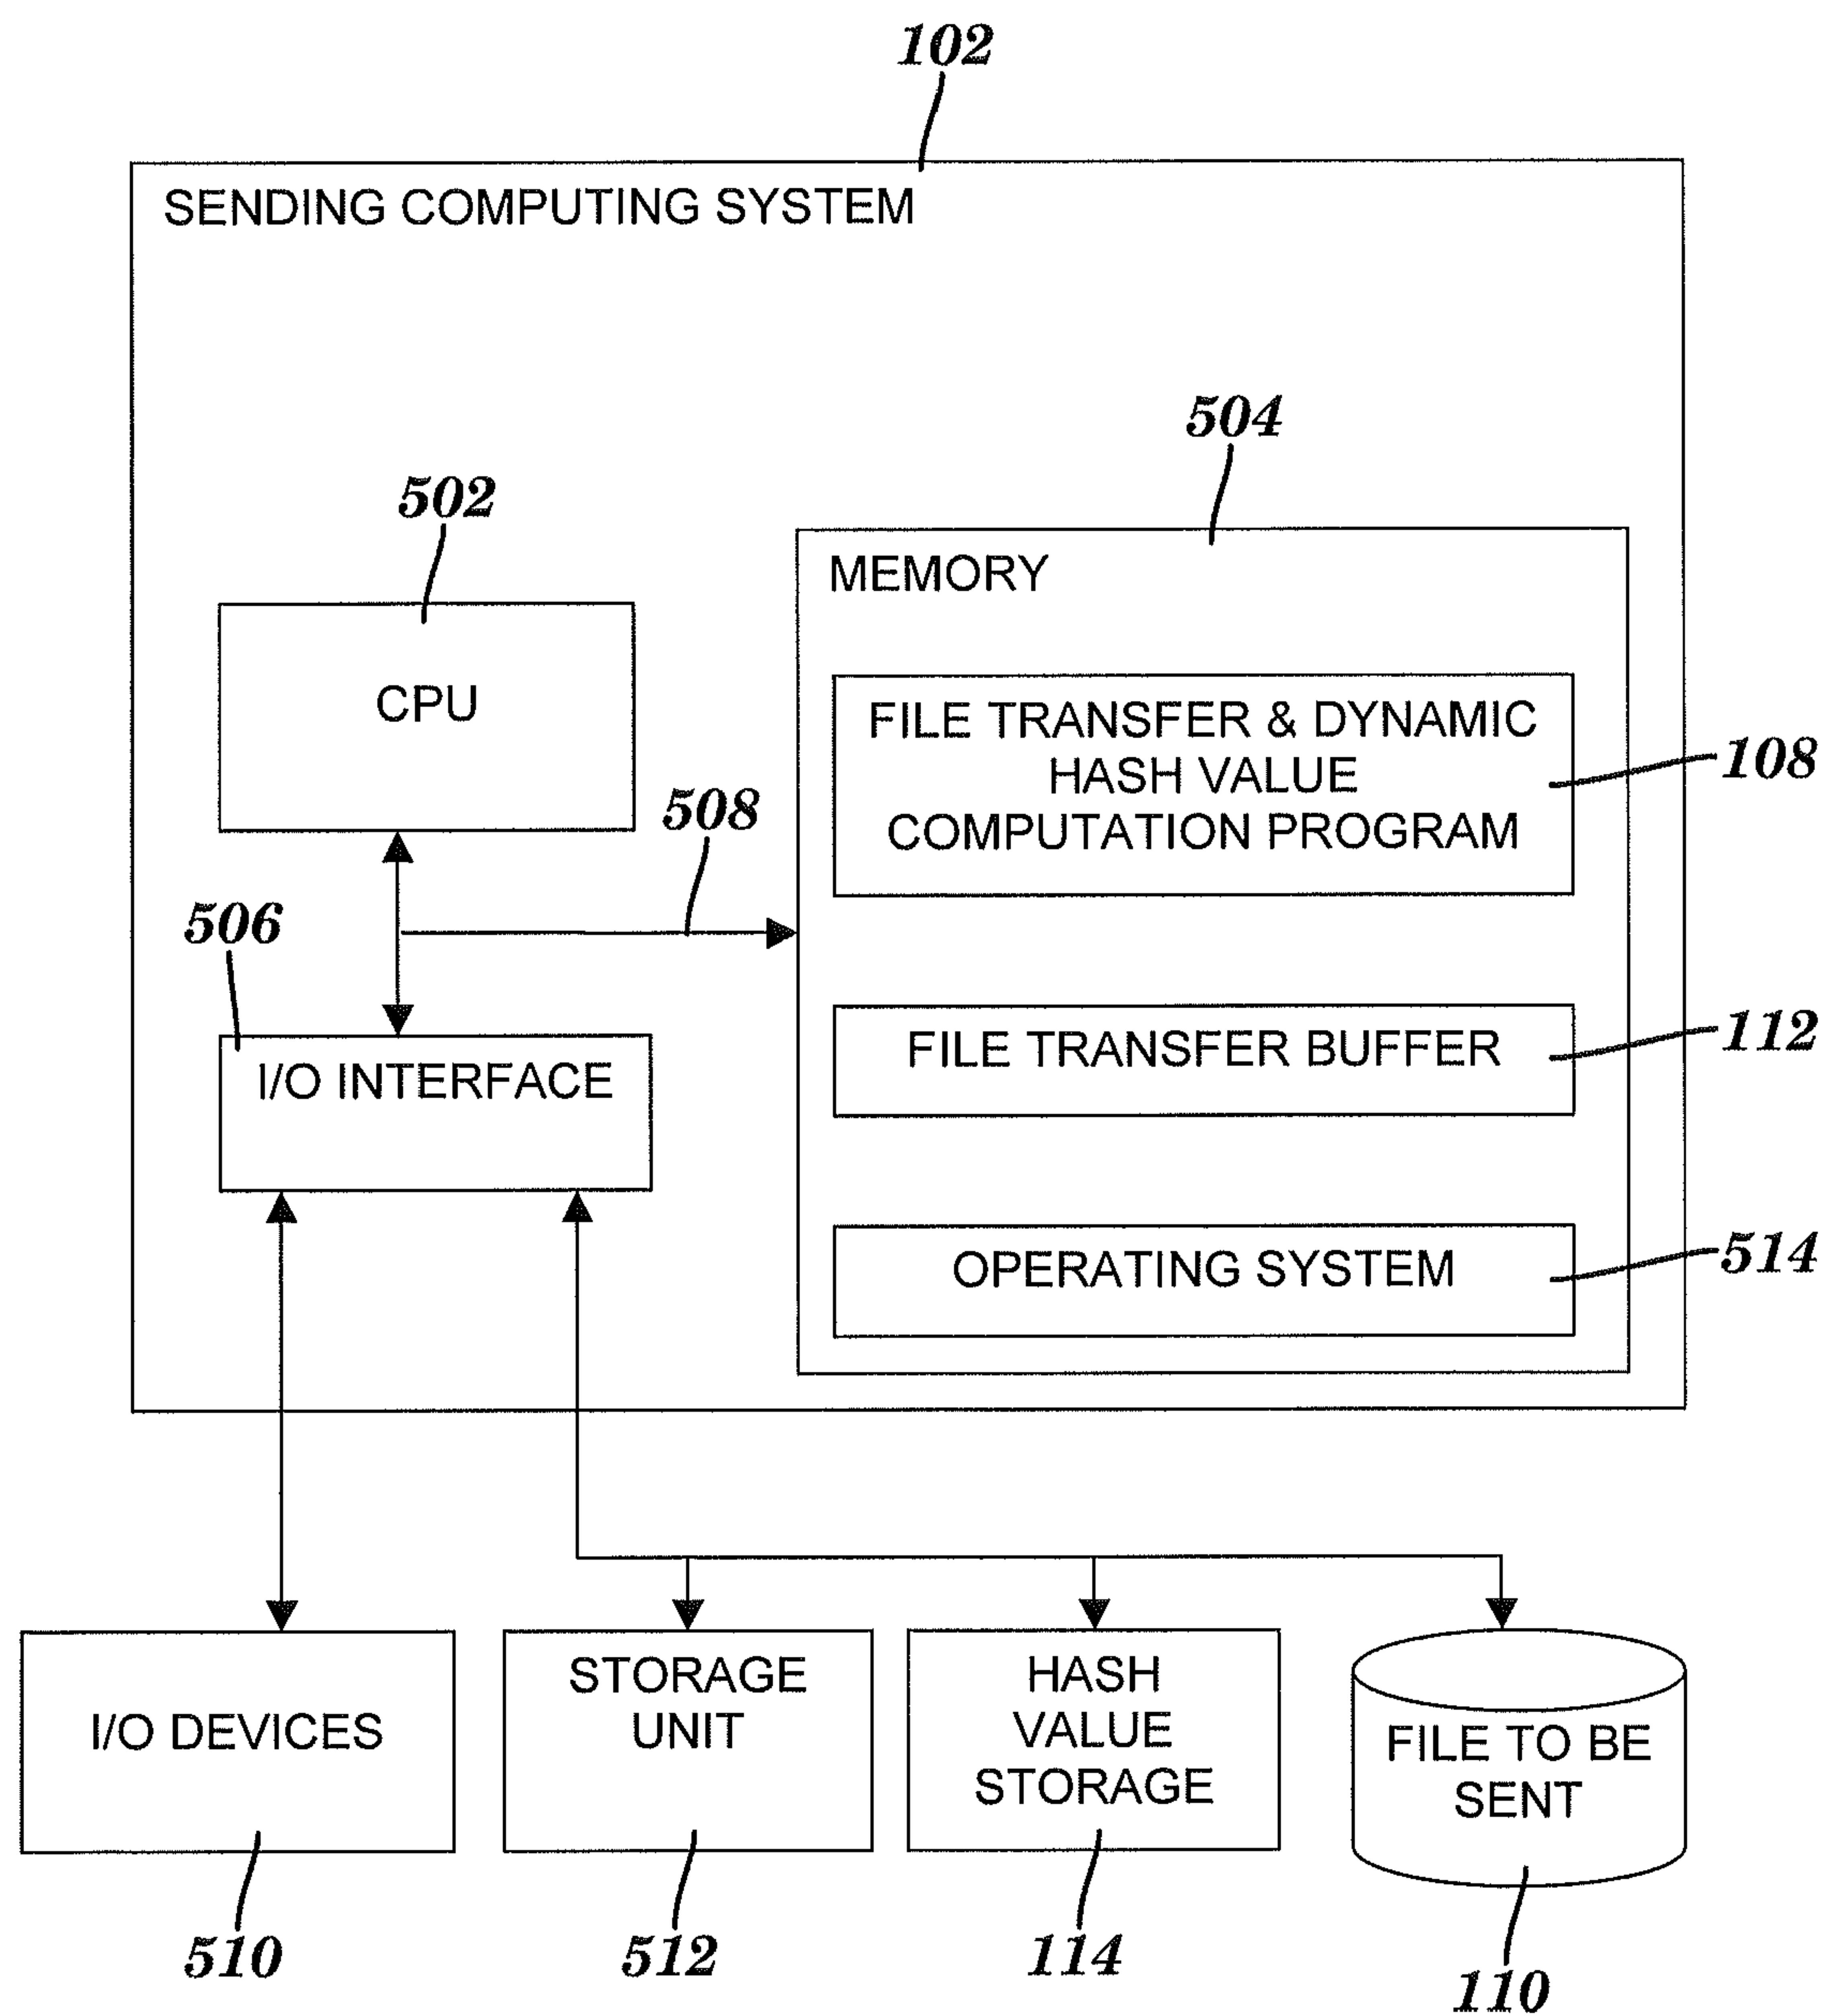 102
SENDING COMPUTING SYSTEM
504
502
MEMORY
CPU
FILE TRANSFER & DYNAMIC
HASH VALUE
COMPUTATION PROGRAM
108
508
506
I/O INTERFACE
FILE TRANSFER BUFFER
112
OPERATING SYSTEM
514
I/O DEVICES
STORAGE
UNIT
HASH
VALUE
STORAGE
FILE TO BE
SENT
510
512
114
110